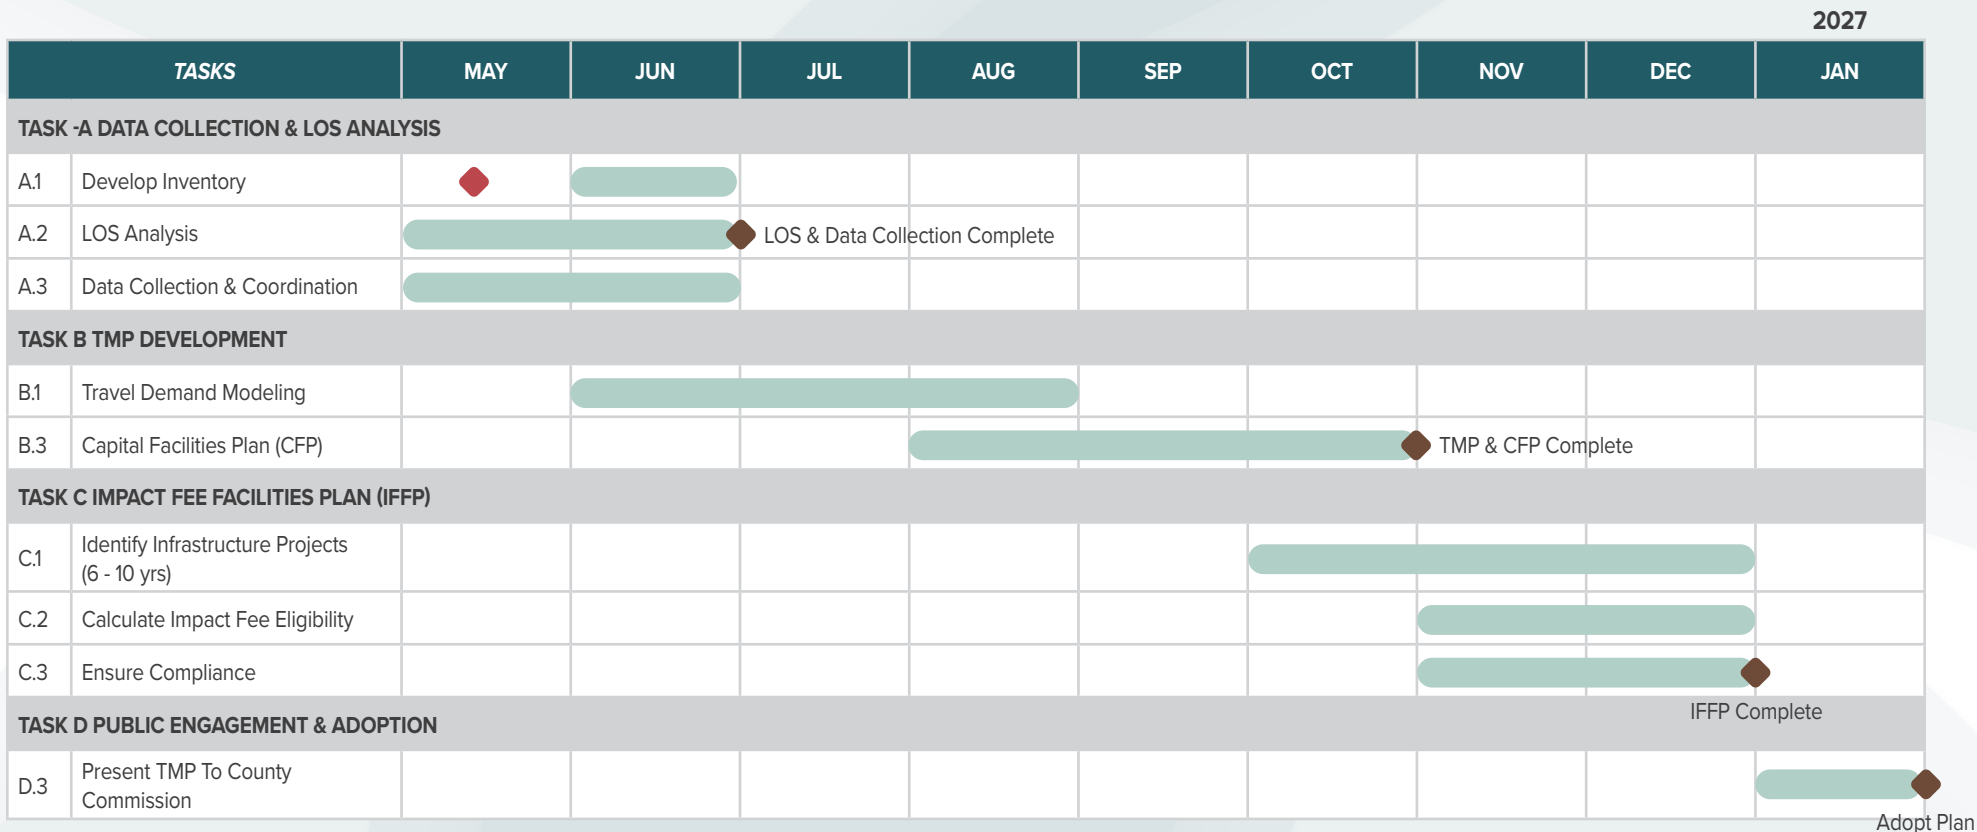 2027
TASKS MAY JUN JUL AUG SEP OCT NOV DEC JAN
TASK -A DATA COLLECTION & LOS ANALYSIS
A.1 Develop Inventory
A.2 LOS Analysis LOS & Data Collection Complete
A.3 Data Collection & Coordination
TASK B TMP DEVELOPMENT
B.1 Travel Demand Modeling
B.3 Capital Facilities Plan (CFP) TMP & CFP Complete
TASK C IMPACT FEE FACILITIES PLAN (IFFP)
C.1 Identify Infrastructure Projects
(6 - 10 yrs)
C.2 Calculate Impact Fee Eligibility
C.3 Ensure Compliance
IFFP Complete
TASK D PUBLIC ENGAGEMENT & ADOPTION
D.3 Present TMP To County
Commission
Adopt Plan